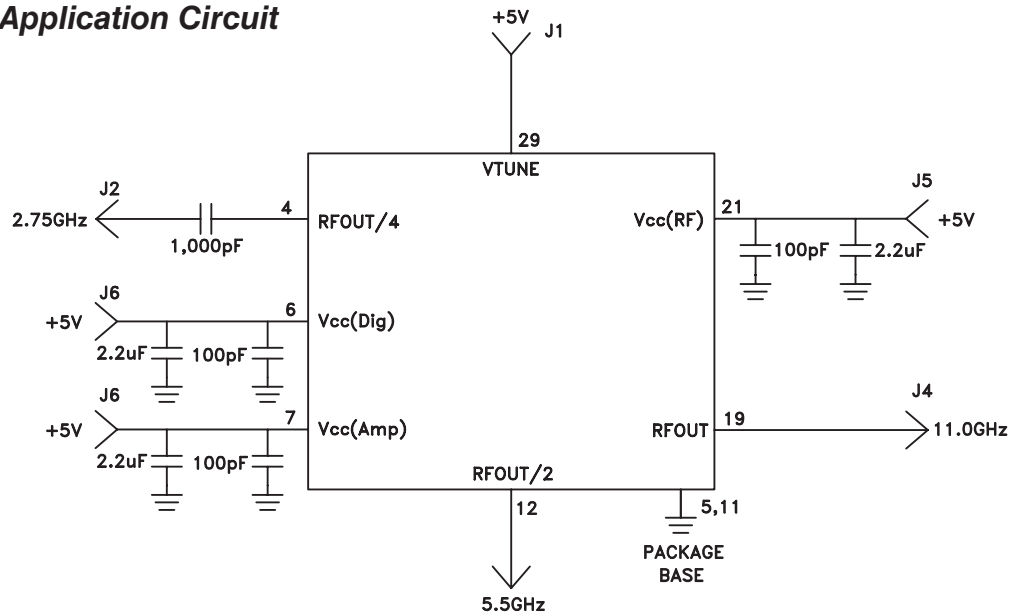 Application Circuit
+5V
J1
29
VTUNE
J2
2.75GHz
1,000pF
4
RFOUT/4
Vcc(RF)
21
J5
+5V
100pF
2.2uF
J6
+5V
2.2uF
100pF
6
Vcc(Dig)
J6
+5V
2.2uF
100pF
7
Vcc(Amp)
RFOUT
19
J4
11.0GHz
RFOUT/2
12
5.5GHz
5,11
PACKAGE
BASE